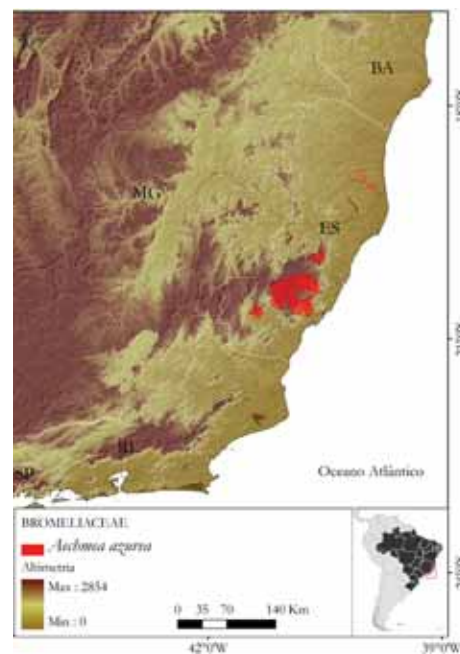 BA
MG
ES
RJ
SP
Oceano Atlântico
BROMELIACEAE
Aechmea azurea
Altimetria
Max : 2854
Min : 0
0 35 70 140 Km
42°0'W 39°0'W